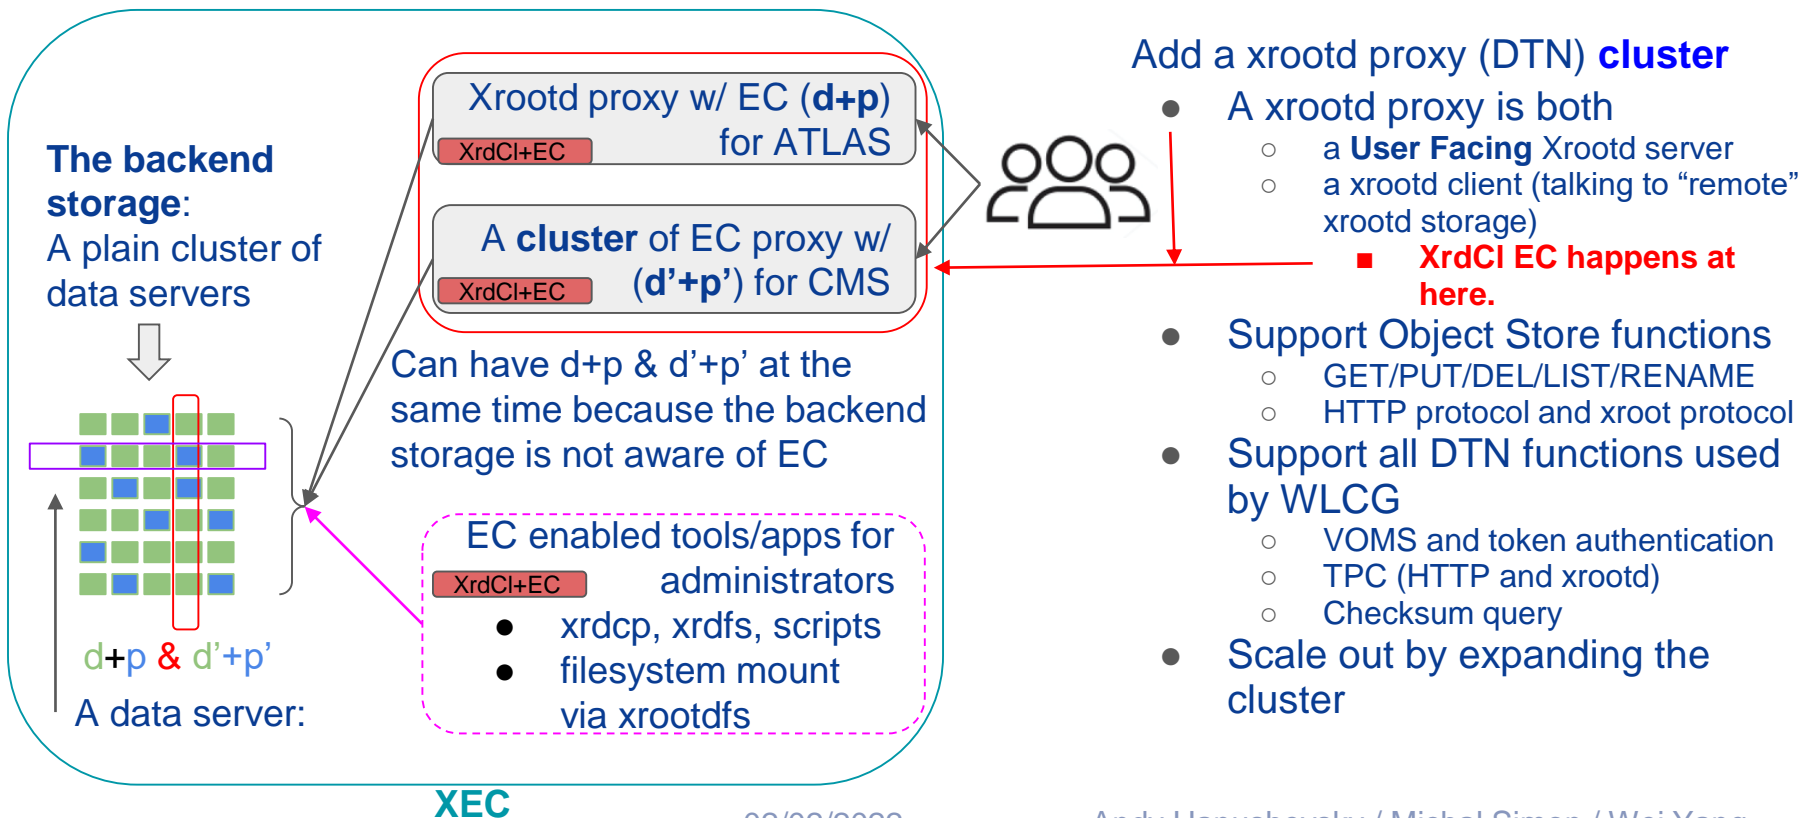 The backend
storage:
A plain cluster of
data servers
d+p & d’+p’
A data server:
Xrootd proxy w/ EC (d+p)
for ATLAS
XrdCl+EC
A cluster of EC proxy w/
(d’+p’) for CMS
XrdCl+EC
Can have d+p & d’+p’ at the
same time because the backend
storage is not aware of EC
EC enabled tools/apps for
administrators
XrdCl+EC
● xrdcp, xrdfs, scripts
● filesystem mount
via xrootdfs
XEC
Add a xrootd proxy (DTN) cluster
● A xrootd proxy is both
○ a User Facing Xrootd server
○ a xrootd client (talking to “remote”
xrootd storage)
■ XrdCl EC happens at
here.
● Support Object Store functions
○ GET/PUT/DEL/LIST/RENAME
○ HTTP protocol and xroot protocol
● Support all DTN functions used
by WLCG
○ VOMS and token authentication
○ TPC (HTTP and xrootd)
○ Checksum query
● Scale out by expanding the
cluster
Andy Hanushevsky / Michal Simon / Wei Yang